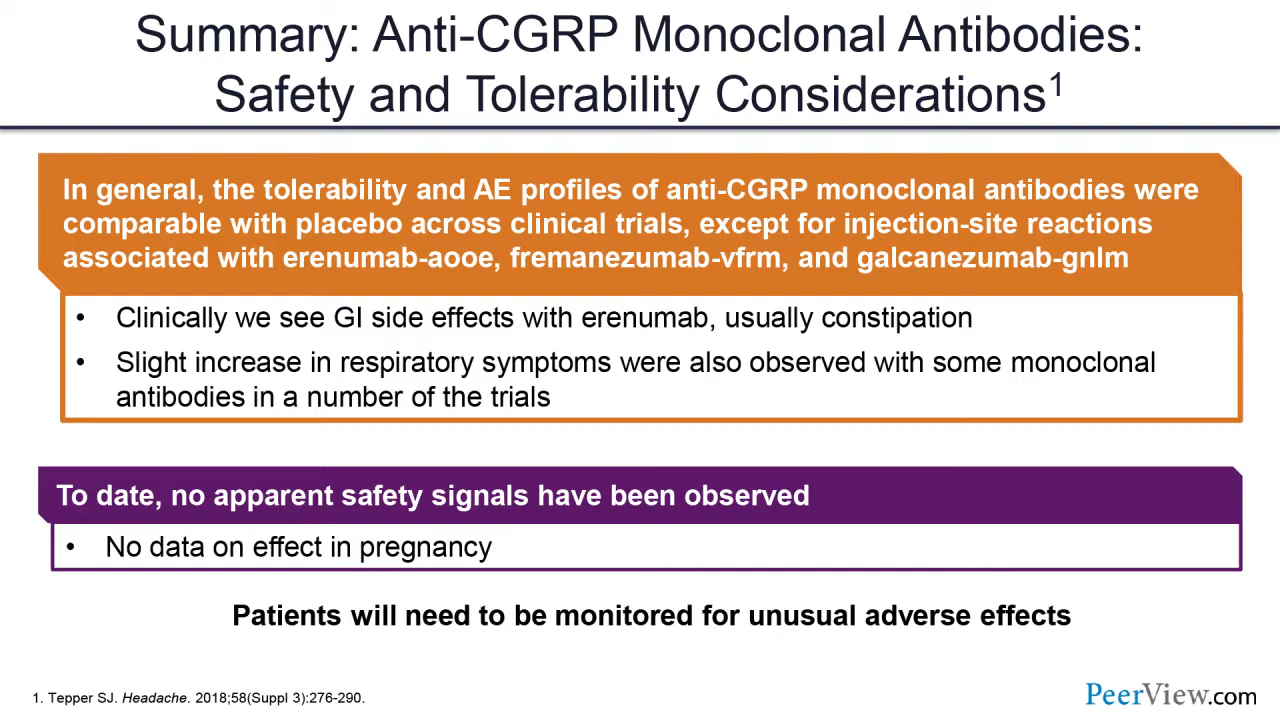 Summary: Anti-CGRP Monoclonal Antibodies:
Safety and Tolerability Considerations1
In general, the tolerability and AE profiles of anti-CGRP monoclonal antibodies were
comparable with placebo across clinical trials, except for injection-site reactions
associated with erenumab-aooe, fremanezumab-vfrm, and galcanezumab-gnlm
• Clinically we see GI side effects with erenumab, usually constipation
• Slight increase in respiratory symptoms were also observed with some monoclonal
antibodies in a number of the trials
To date, no apparent safety signals have been observed
• No data on effect in pregnancy
Patients will need to be monitored for unusual adverse effects
1. Tepper SJ. Headache. 2018;58(Suppl 3):276-290.
PeerView.com